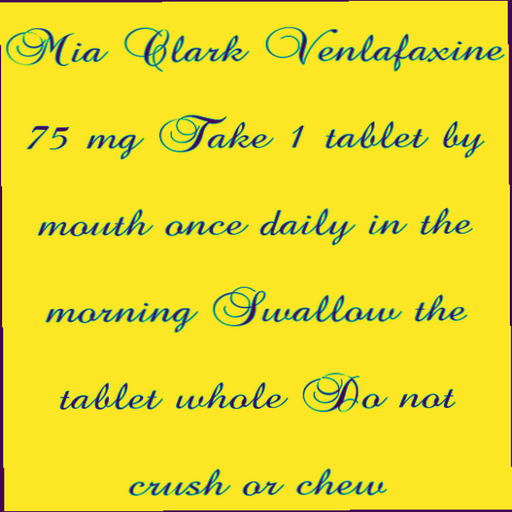 Mia Clark Venlafaxine
75 mg Take 1 tablet by
mouth once daily in the
morning Swallow the
tablet whole Do not
crush or chew